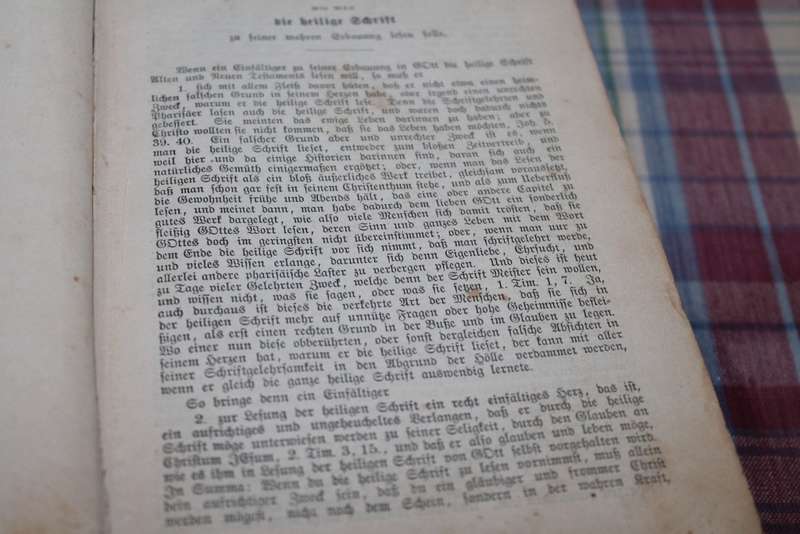 die heilige Schrift
zu seiner wahren Erbauung lesen solle.
Wenn ein Einfältiger zu seiner Erbauung in GOtt die heilige Schrift
Alten und Neuen Testaments lesen will, so muß er
1. sich mit allem Fleiß davor hüten, daß er nicht etwa einen heim-
lichen falschen Grund in seinem Herzen habe, oder irgend einen unrechten
Zweck, warum er die heilige Schrift lese. Denn die Schriftgelehrten und
Pharisäer lasen auch die heilige Schrift, und waren doch dadurch nichts
gebessert. Sie meinten das ewige Leben darinnen zu haben; aber zu
Christo wollten sie nicht kommen, daß sie das Leben haben möchten, Joh. 5,
39. 40. Ein falscher Grund aber und unrechter Zweck ist es, wenn
man die heilige Schrift lieset, entweder zum bloßen Zeitvertreib, und
weil hier und da einige Historien darinnen sind, daran sich auch ein
natürliches Gemüth einigermaßen ergötzet; oder, wenn man das Lesen der
heiligen Schrift als ein bloß äußerliches Werk treibet, gleichsam voraussetzt,
daß man schon gar fest in seinem Christenthum stehe, und als zum Ueberfluß
die Gewohnheit frühe und Abends hält, das eine oder andere Capitel zu
lesen, und meinet dann, man habe dadurch dem lieben GOtt ein sonderlich
gutes Werk dargelegt, wie also viele Menschen sich damit trösten, daß sie
fleißig GOttes Wort lesen, deren Sinn und ganzes Leben mit dem Wort
GOttes doch im geringsten nicht übereinstimmet; oder, wenn man nur zu
dem Ende die heilige Schrift vor sich nimmt, daß man schriftgelehrt werde,
und vieles Wissen erlange, darunter sich denn Eigenliebe, Ehrsucht, und
allerlei andere pharisäische Laster zu verbergen pflegen. Und dieses ist heut
zu Tage vieler Gelehrten Zweck, welche denn der Schrift Meister sein wollen,
und wissen nicht, was sie sagen, oder was sie setzen, 1. Tim. 1, 7. Ja,
auch durchaus ist dieses die verkehrte Art der Menschen, daß sie sich in
der heiligen Schrift mehr auf unnütze Fragen oder hohe Geheimnisse beflei-
ßigen, als erst einen rechten Grund in der Buße und im Glauben zu legen.
Wo einer nun diese obberührten, oder sonst dergleichen falsche Absichten in
seinem Herzen hat, warum er die heilige Schrift lieset, der kann mit aller
seiner Schriftgelehrsamkeit in den Abgrund der Hölle verdammet werden,
wenn er gleich die ganze heilige Schrift auswendig lernete.
So bringe denn ein Einfältiger
2. zur Lesung der heiligen Schrift ein recht einfältiges Herz, das ist,
ein aufrichtiges und ungeheucheltes Verlangen, daß er durch die heilige
Schrift möge unterwiesen werden zu seiner Seligkeit, durch den Glauben an
Christum JEsum, 2. Tim. 3, 15., und daß er also glauben und leben möge,
wie es ihm in Lesung der heiligen Schrift von GOtt selbst vorgehalten wird.
In Summa: Wenn du die heilige Schrift zu lesen vornimmst, muß allein
dein aufrichtiger Zweck sein, daß du ein gläubiger und frommer Christ
werden mögest, nicht nach dem Schein, sondern in der wahren Kraft,